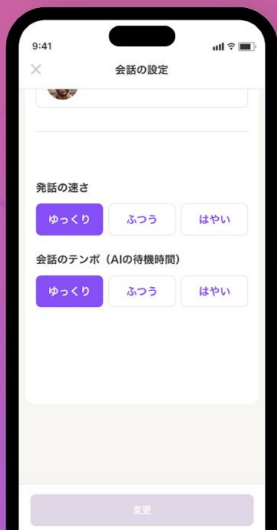 9:41
会話の設定
発話の速さ
ゆっくり ふつう はやい
会話のテンポ（AIの待機時間）
ゆっくり ふつう はやい
変更